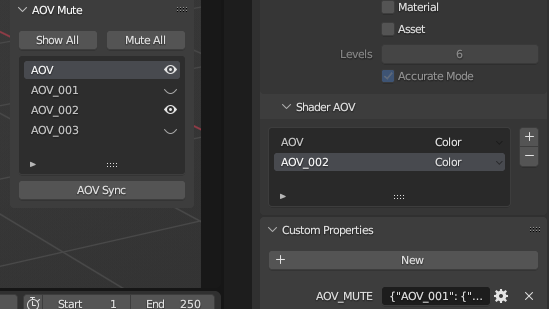 AOV Mute
Show All
Mute All
AOV
AOV_001
AOV_002
AOV_003
AOV Sync
Start 1
End 250
Material
Asset
Levels 6
Accurate Mode
Shader AOV
AOV Color
AOV_002 Color
Custom Properties
New
AOV_MUTE {"AOV_001": {"...